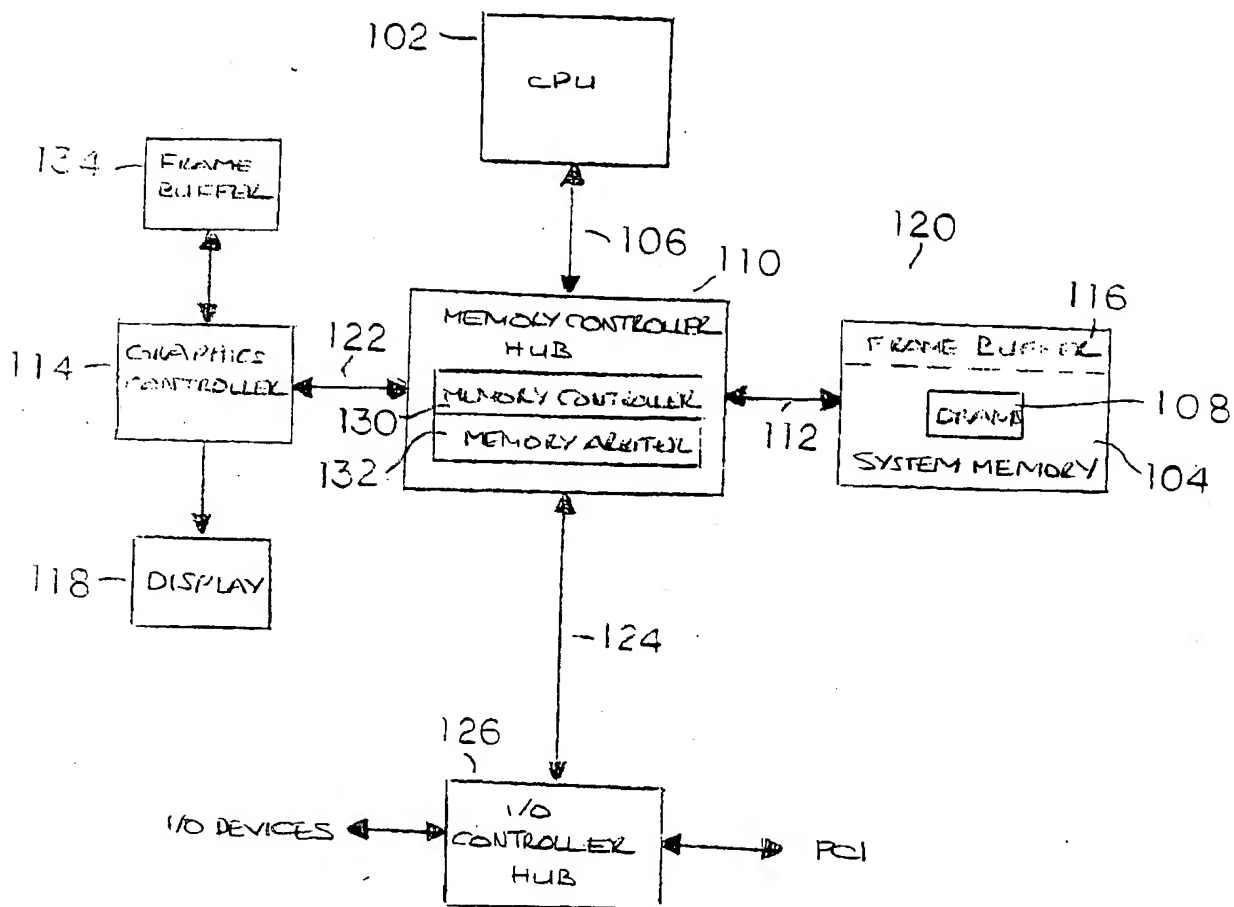 102
CPU
134
FRAME
BUFFER
106
110
120
116
MEMORY CONTROLLER
HUB
FRAME BUFFER
114
GRAPHICS
CONTROLLER
122
130
MEMORY CONTROLLER
132
MEMORY ARBITER
112
DRAM
108
SYSTEM MEMORY
104
118
DISPLAY
124
126
I/O DEVICES
I/O
CONTROLLER
HUB
PCI